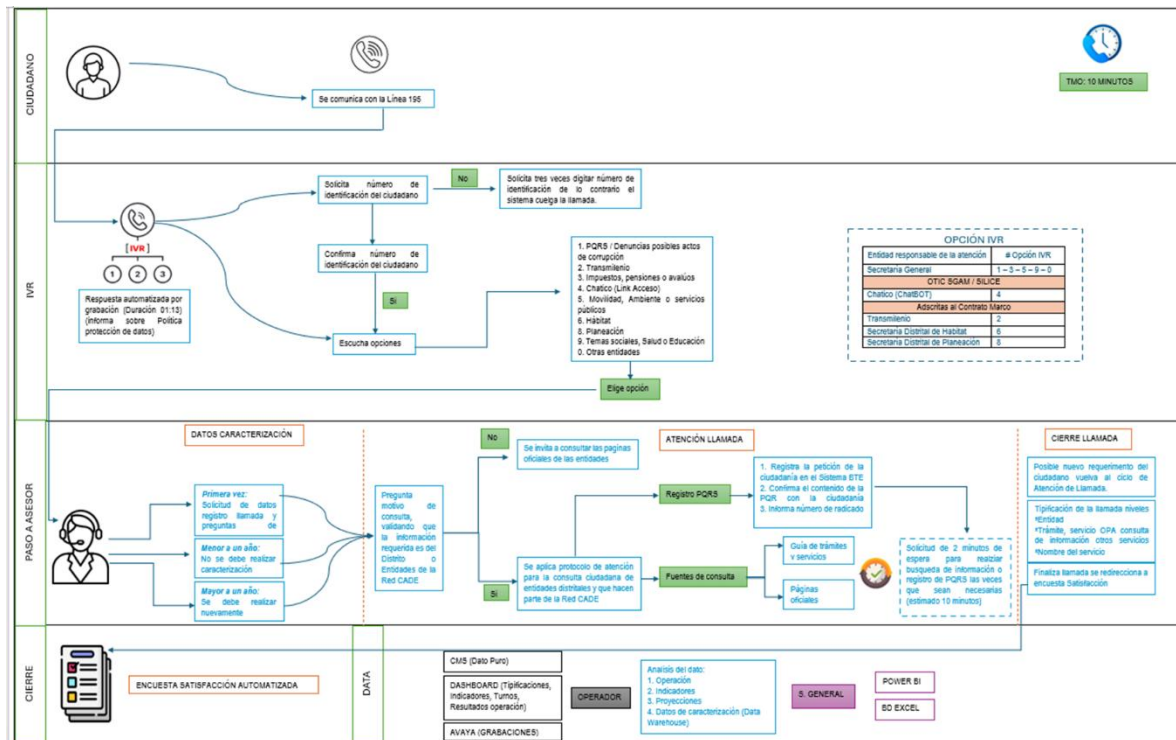 CIUDADANO
Se comunica con la Línea 195
TMO: 10 MINUTOS
IVR
[IVR]
1 2 3
Respuesta automatizada por
grabación (Duración 01:13)
(informa sobre Política
protección de datos)
Solicita número de
identificación del ciudadano
No
Solicita tres veces digitar número de
identificación de lo contrario el
sistema cuelga la llamada.
Confirma número de
identificación del ciudadano
Si
Escucha opciones
1. PQRS / Denuncias posibles actos
de corrupción
2. Transmilenio
3. Impuestos, pensiones o avalúos
4. Chatico (Link Acceso)
5. Movilidad, Ambiente o servicios
públicos
6. Hábitat
8. Planeación
9. Temas sociales, Salud o Educación
0. Otras entidades
Elige opción
OPCIÓN IVR
Entidad responsable de la atención # Opción IVR
Secretaría General 1 – 3 – 5 – 9 – 0
OTIC SGAM / SILICE
Chatico (ChatBOT) 4
Adscritas al Contrato Marco
Transmilenio 2
Secretaría Distrital de Habitat 6
Secretaría Distrital de Planeación 8
PASO A ASESOR
DATOS CARACTERIZACIÓN
Primera vez:
Solicitud de datos
registro llamada y
preguntas de
Menor a un año:
No se debe realizar
caracterización
Mayor a un año:
Se debe realizar
nuevamente
Pregunta
motivo de
consulta,
validando que
la información
requerida es del
Distrito o
Entidades de la
Red CADE
No
Se invita a consultar las paginas
oficiales de las entidades
Si
Se aplica protocolo de atención
para la consulta ciudadana de
entidades distritales y que hacen
parte de la Red CADE
ATENCIÓN LLAMADA
Registro PQRS
1. Registra la petición de la
ciudadanía en el Sistema BTE
2. Confirma el contenido de la
PQR con la ciudadanía
3. Informa número de radicado
Fuentes de consulta
Guía de trámites
y servicios
Páginas
oficiales
Solicitud de 2 minutos de
espera para realziar
busqueda de información o
registro de PQRS las veces
que sean necesarias
(estimado 10 minutos)
CIERRE LLAMADA
Posible nuevo requerimento del
ciudadano vuelva al ciclo de
Atención de Llamada.
Tipificación de la llamada niveles
*Entidad
*Trámite, servicio OPA consulta
de información otros servicios
*Nombre del servicio
Finaliza llamada se redirecciona a
encuesta Satisfacción
CIERRE
ENCUESTA SATISFACCIÓN AUTOMATIZADA
DATA
CMS (Dato Puro)
DASHBOARD (Tipificaciones,
Indicadores, Turnos,
Resultados operación)
AVAYA (GRABACIONES)
OPERADOR
Analisis del dato:
1. Operación
2. Indicadores
3. Proyecciones
4. Datos de caracterización (Data
Warehouse)
S. GENERAL
POWER BI
BD EXCEL